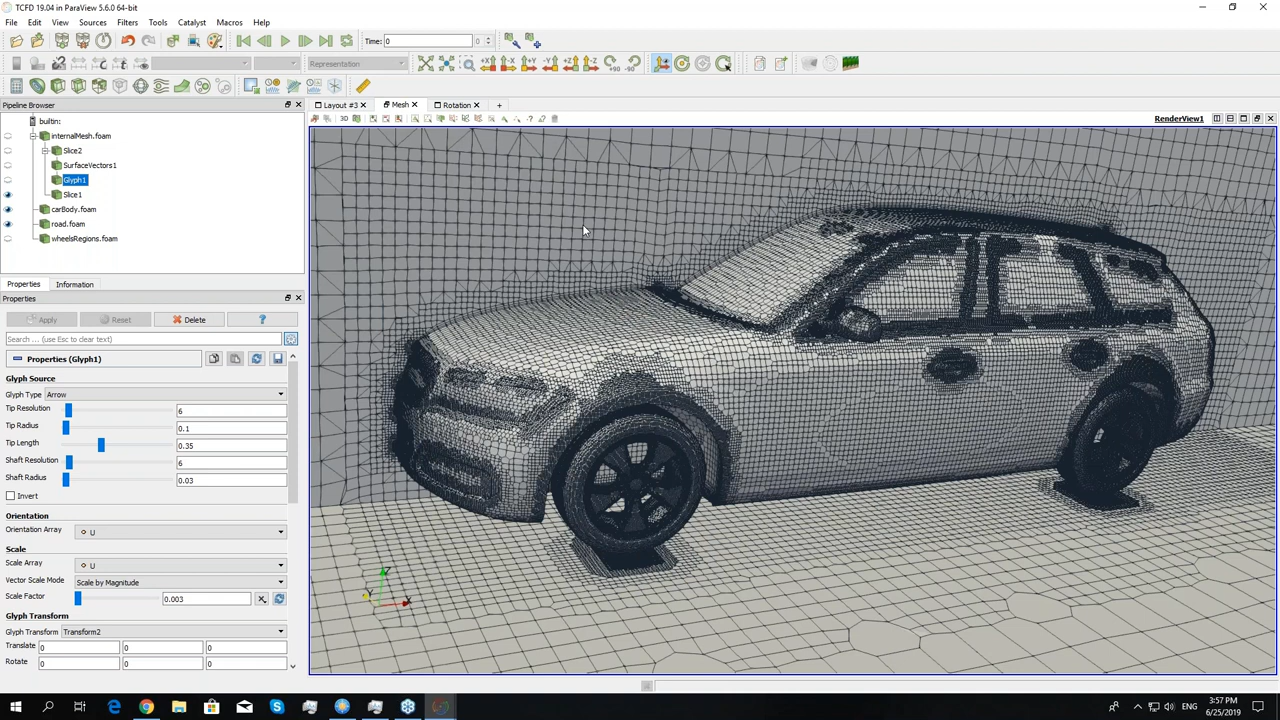 TCFD 19.04 in ParaView 5.6.0 64-bit
File Edit View Sources Filters Tools Catalyst Macros Help
Time: 0 0
Representation
+X -X +Y -Y +Z -Z +90 -90
Pipeline Browser
builtin:
internalMesh.foam
Slice2
SurfaceVectors1
Glyph1
Slice1
carBody.foam
road.foam
wheelsRegions.foam
Properties Information
Properties
Apply Reset Delete ?
Search ... (use Esc to clear text)
Properties (Glyph1)
Glyph Source
Glyph Type Arrow
Tip Resolution 6
Tip Radius 0.1
Tip Length 0.35
Shaft Resolution 6
Shaft Radius 0.03
Invert
Orientation
Orientation Array U
Scale
Scale Array U
Vector Scale Mode Scale by Magnitude
Scale Factor 0.003
Glyph Transform
Glyph Transform Transform2
Translate 0 0 0
Rotate 0 0 0
Layout #3 Mesh Rotation +
3D RenderView1
Z
Y X
ENG 3:57 PM
6/25/2019